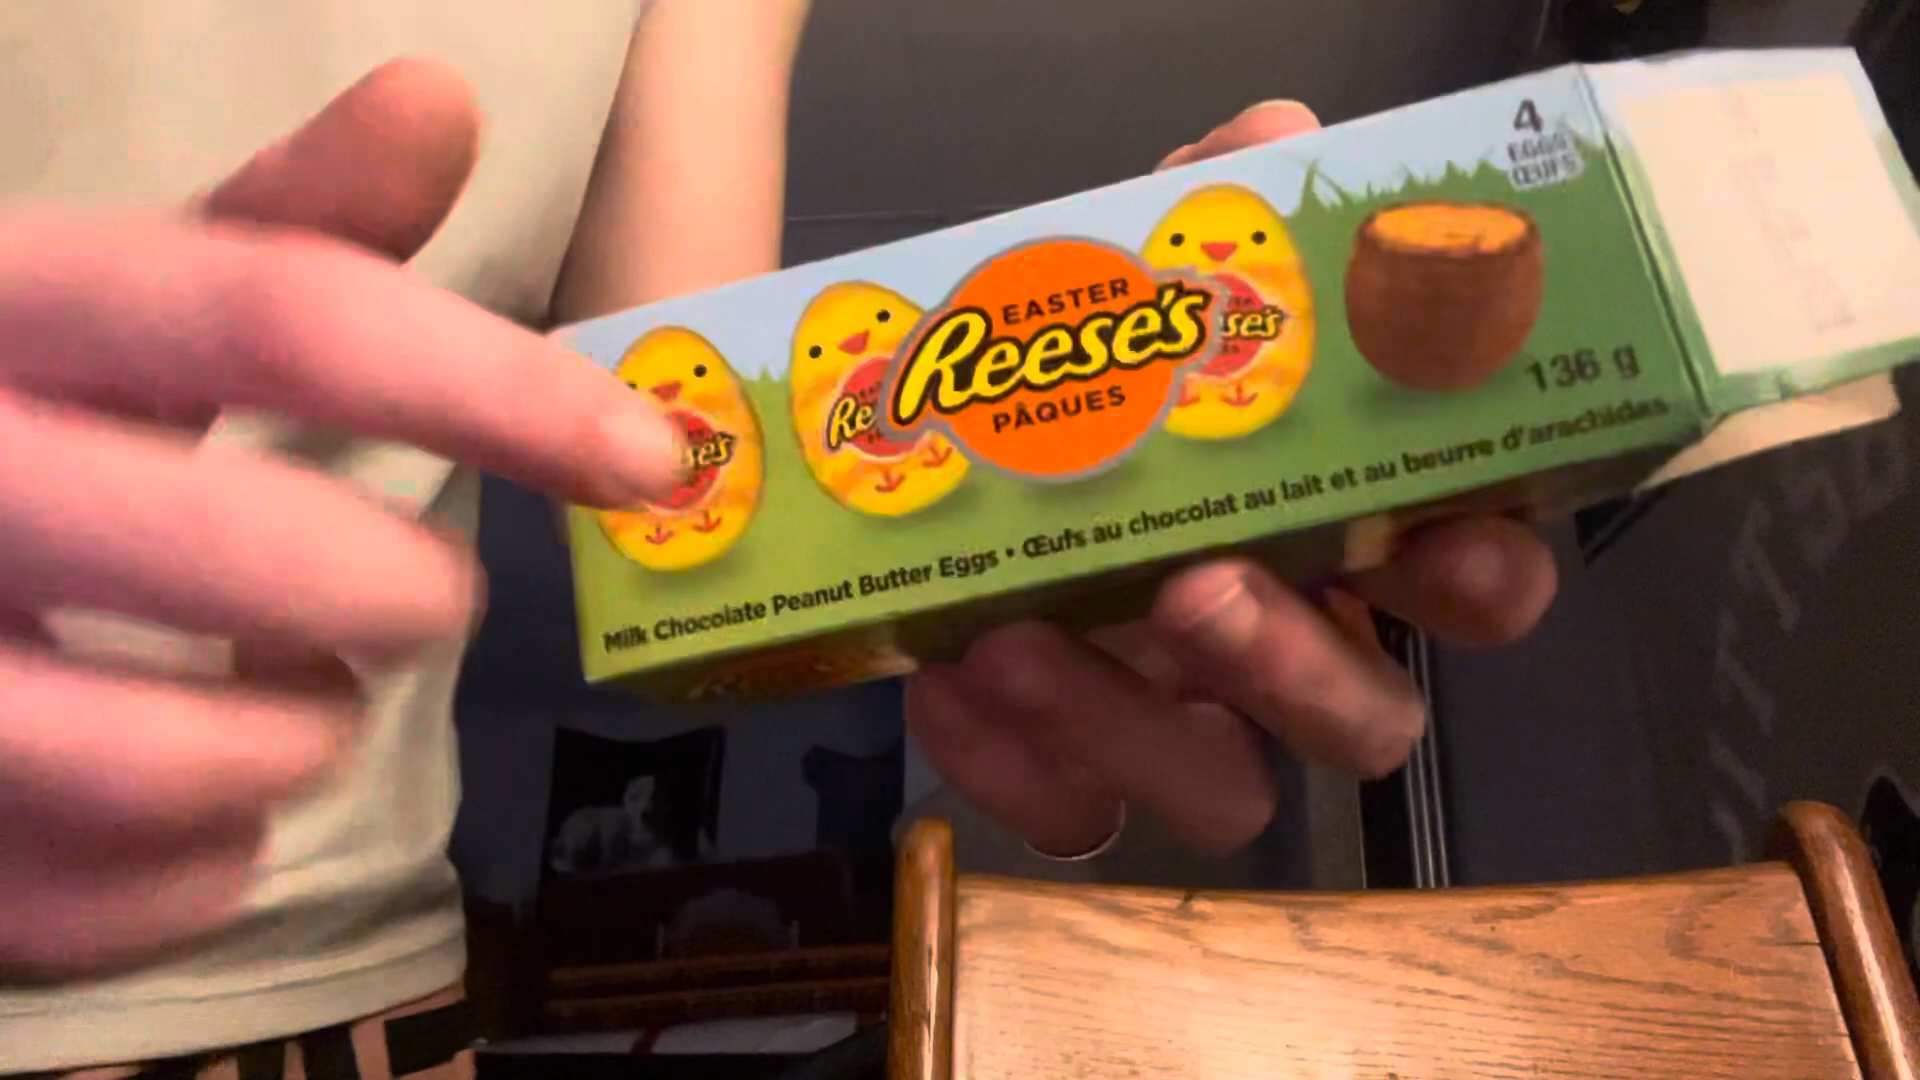 4
EGGS
ŒUFS
EASTER
Reese's
PÂQUES
136 g
Milk Chocolate Peanut Butter Eggs • Œufs au chocolat au lait et au beurre d'arachides